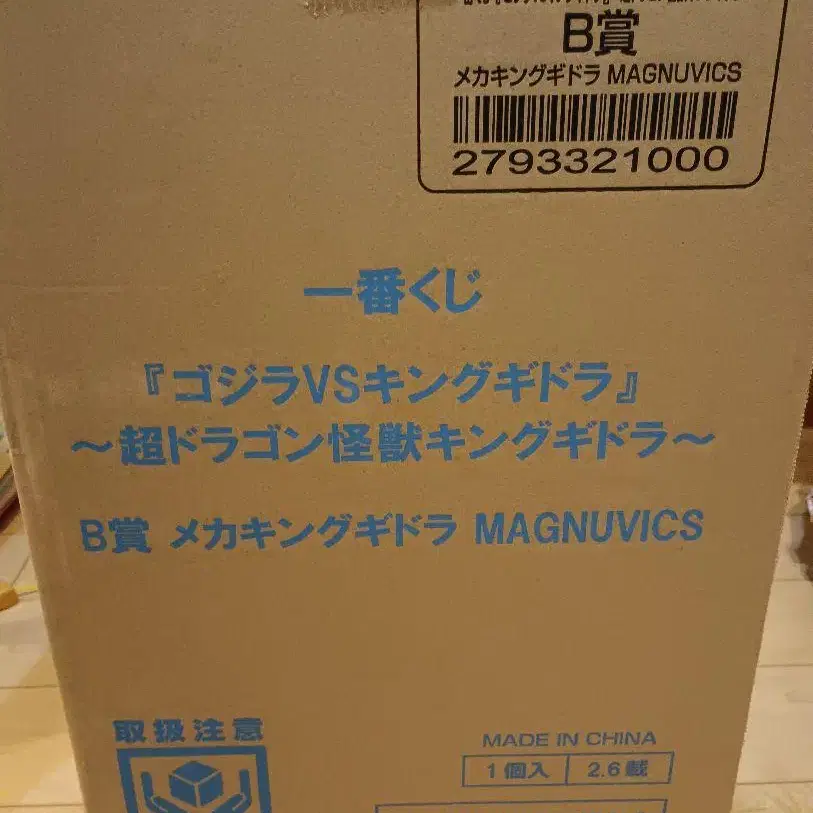 B賞
メカキングギドラ MAGNUVICS
2793321000
一番くじ
『ゴジラVSキングギドラ』
～超ドラゴン怪獣キングギドラ～
B賞 メカキングギドラ MAGNUVICS
取扱注意
MADE IN CHINA
1個入 2.6載